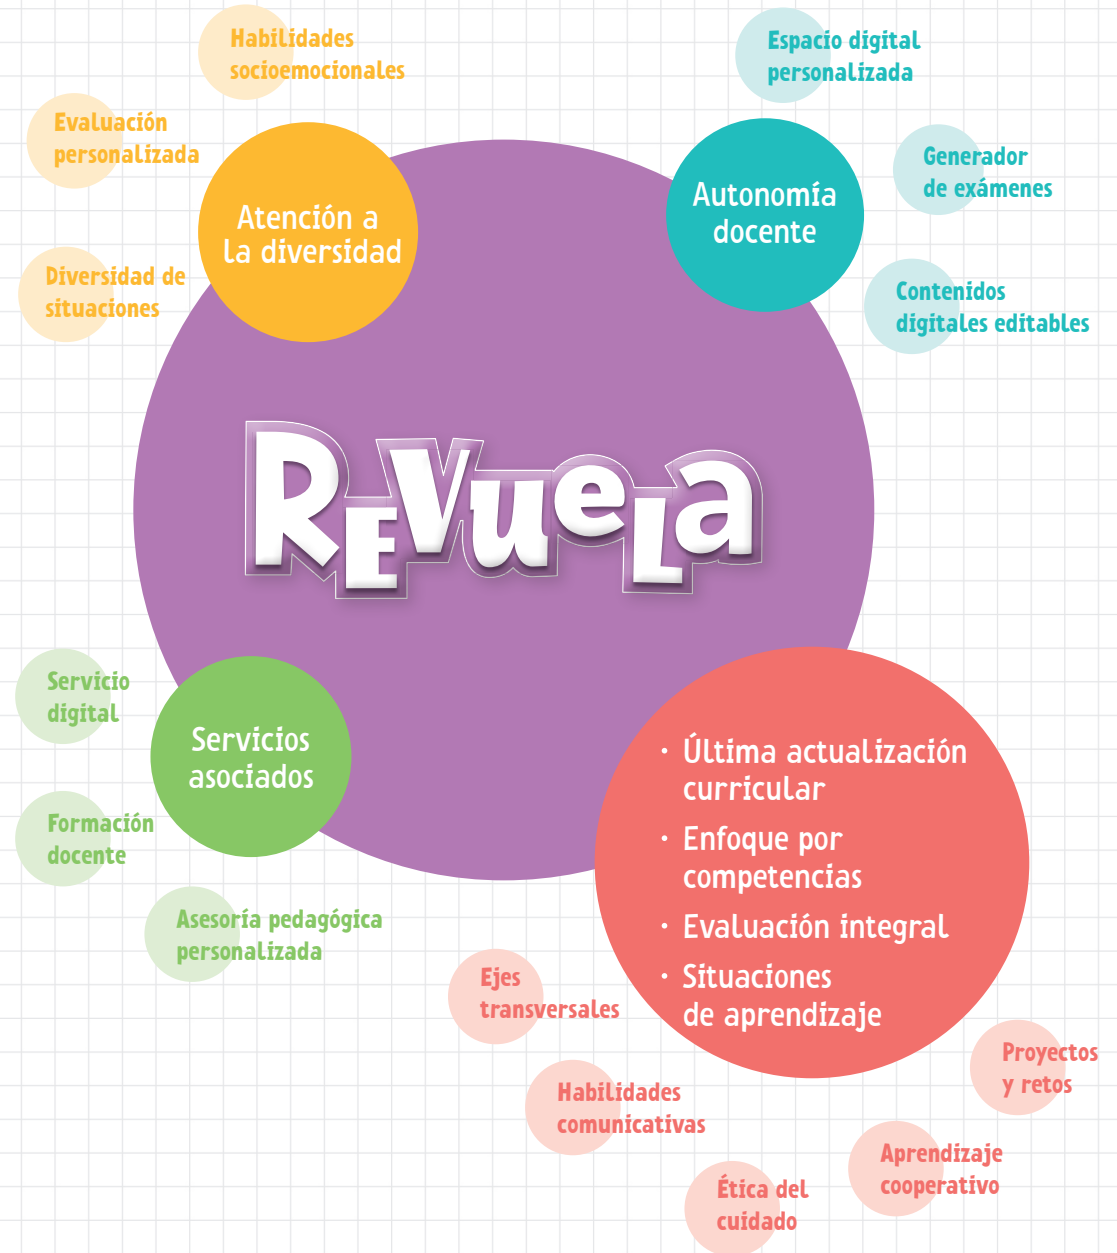 Habilidades
socioemocionales
Evaluación
personalizada
Diversidad de
situaciones
Atención a
la diversidad
Espacio digital
personalizada
Generador
de exámenes
Contenidos
digitales editables
Autonomía
docente
ReVueLa
Servicios
asociados
Servicio
digital
Formación
docente
Asesoría pedagógica
personalizada
· Última actualización
curricular
· Enfoque por
competencias
· Evaluación integral
· Situaciones
de aprendizaje
Ejes
transversales
Habilidades
comunicativas
Ética del
cuidado
Aprendizaje
cooperativo
Proyectos
y retos